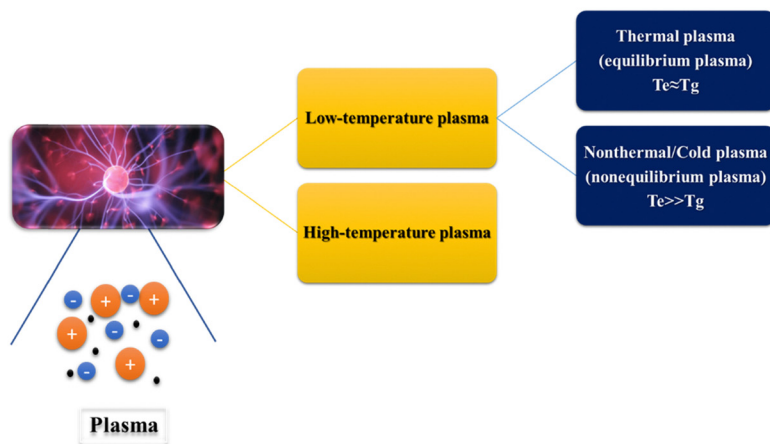 Thermal plasma
(equilibrium plasma)
Te≈Tg
Low-temperature plasma
Nonthermal/Cold plasma
(nonequilibrium plasma)
Te>>Tg
High-temperature plasma
- + - +
+ - -
- +
Plasma